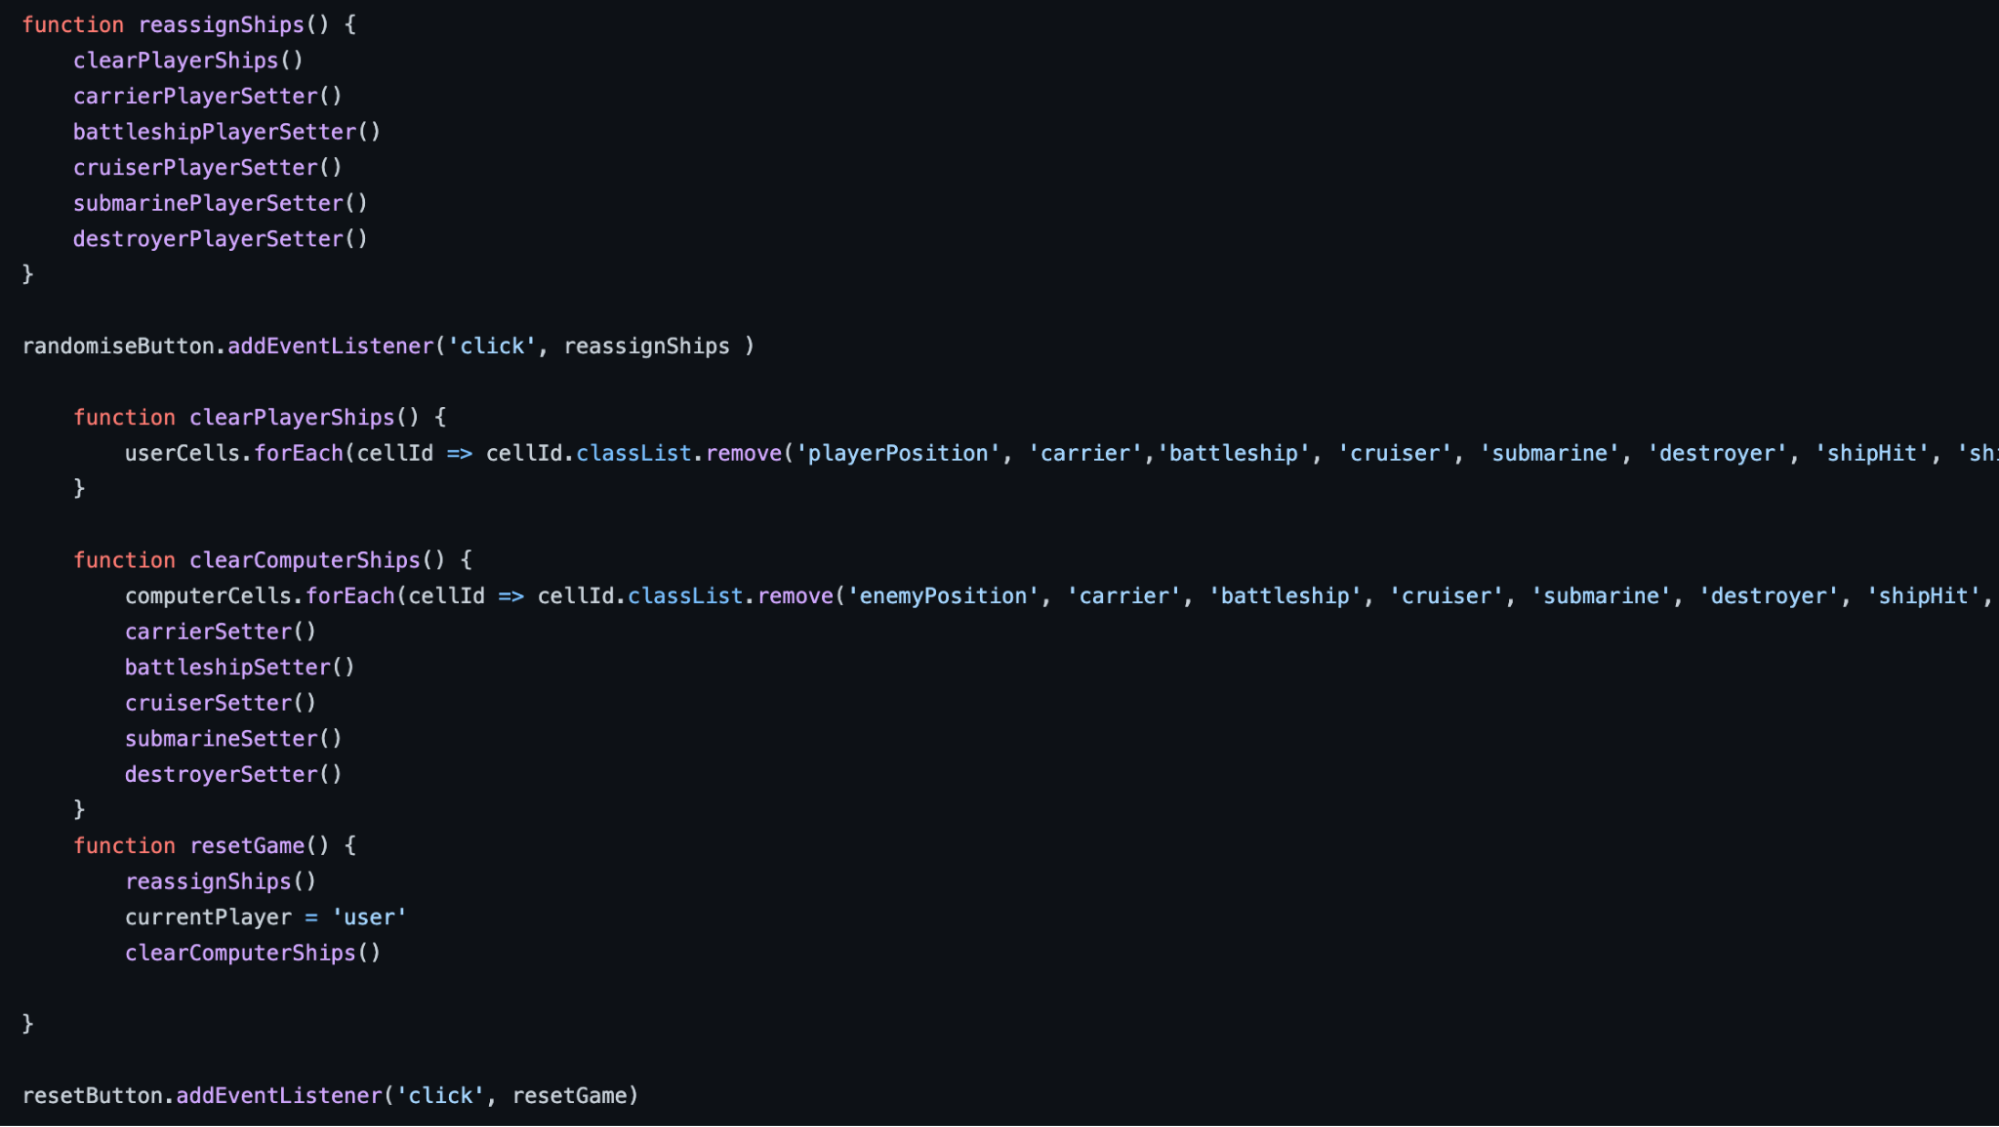 function reassignShips() {
    clearPlayerShips()
    carrierPlayerSetter()
    battleshipPlayerSetter()
    cruiserPlayerSetter()
    submarinePlayerSetter()
    destroyerPlayerSetter()
}
randomiseButton.addEventListener('click', reassignShips )
    function clearPlayerShips() {
        userCells.forEach(cellId => cellId.classList.remove('playerPosition', 'carrier','battleship', 'cruiser', 'submarine', 'destroyer', 'shipHit',
    }
    function clearComputerShips() {
        computerCells.forEach(cellId => cellId.classList.remove('enemyPosition', 'carrier', 'battleship', 'cruiser', 'submarine', 'destroyer', 'shipHit',
        carrierSetter()
        battleshipSetter()
        cruiserSetter()
        submarineSetter()
        destroyerSetter()
    }
    function resetGame() {
        reassignShips()
        currentPlayer = 'user'
        clearComputerShips()
}
resetButton.addEventListener('click', resetGame)